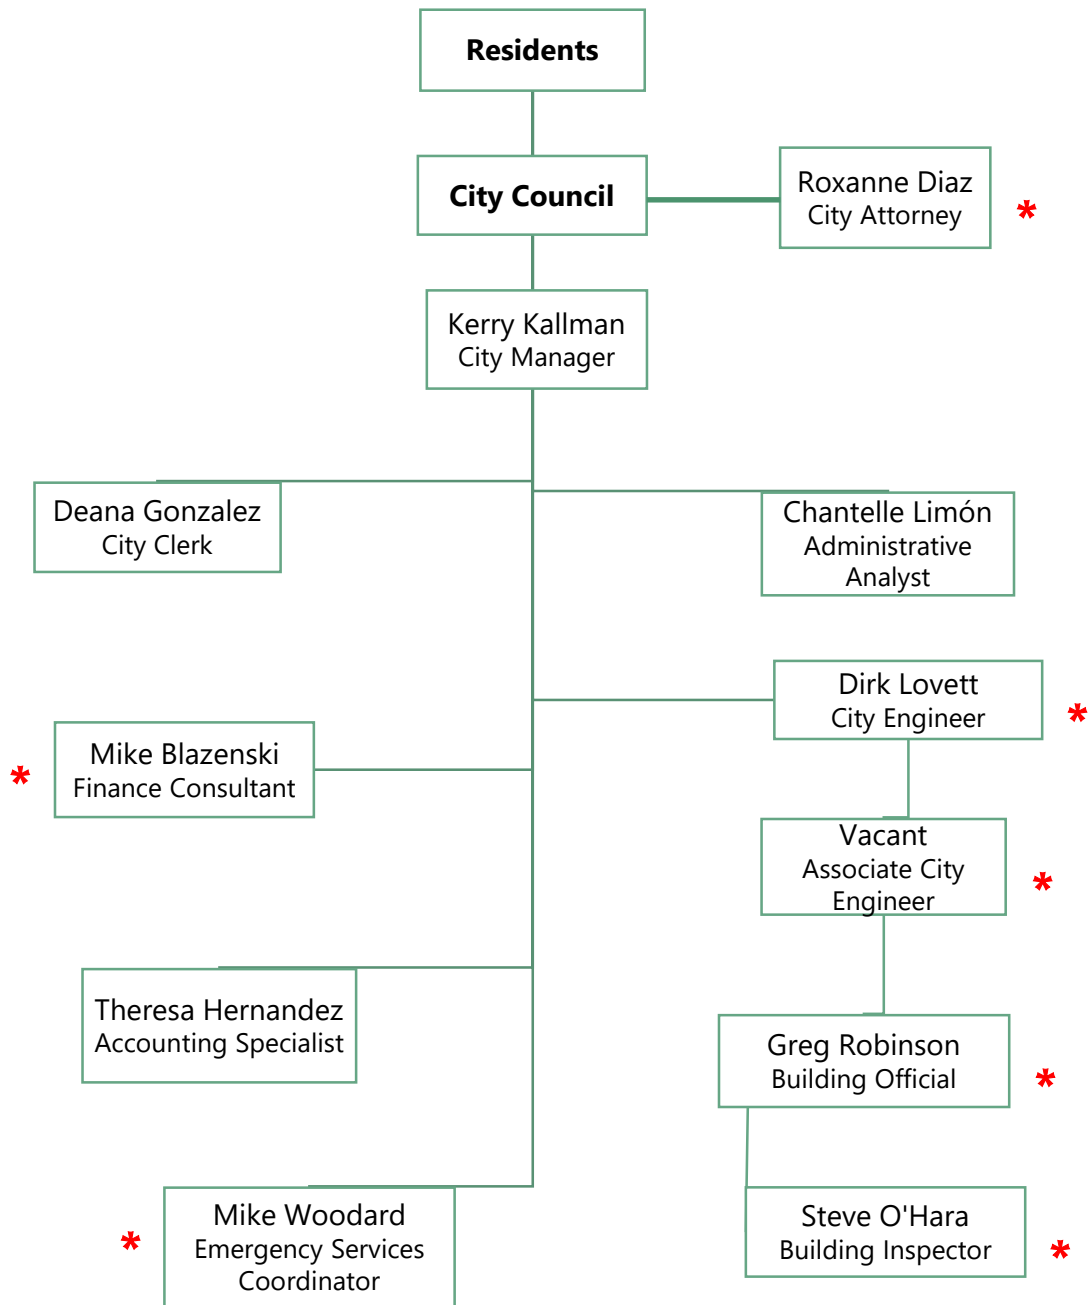 Residents
City Council
Roxanne Diaz
City Attorney
*
Kerry Kallman
City Manager
Deana Gonzalez
City Clerk
Chantelle Limón
Administrative
Analyst
Dirk Lovett
City Engineer
*
Mike Blazenski
Finance Consultant
*
Vacant
Associate City
Engineer
*
Theresa Hernandez
Accounting Specialist
Greg Robinson
Building Official
*
Mike Woodard
Emergency Services
Coordinator
*
Steve O'Hara
Building Inspector
*